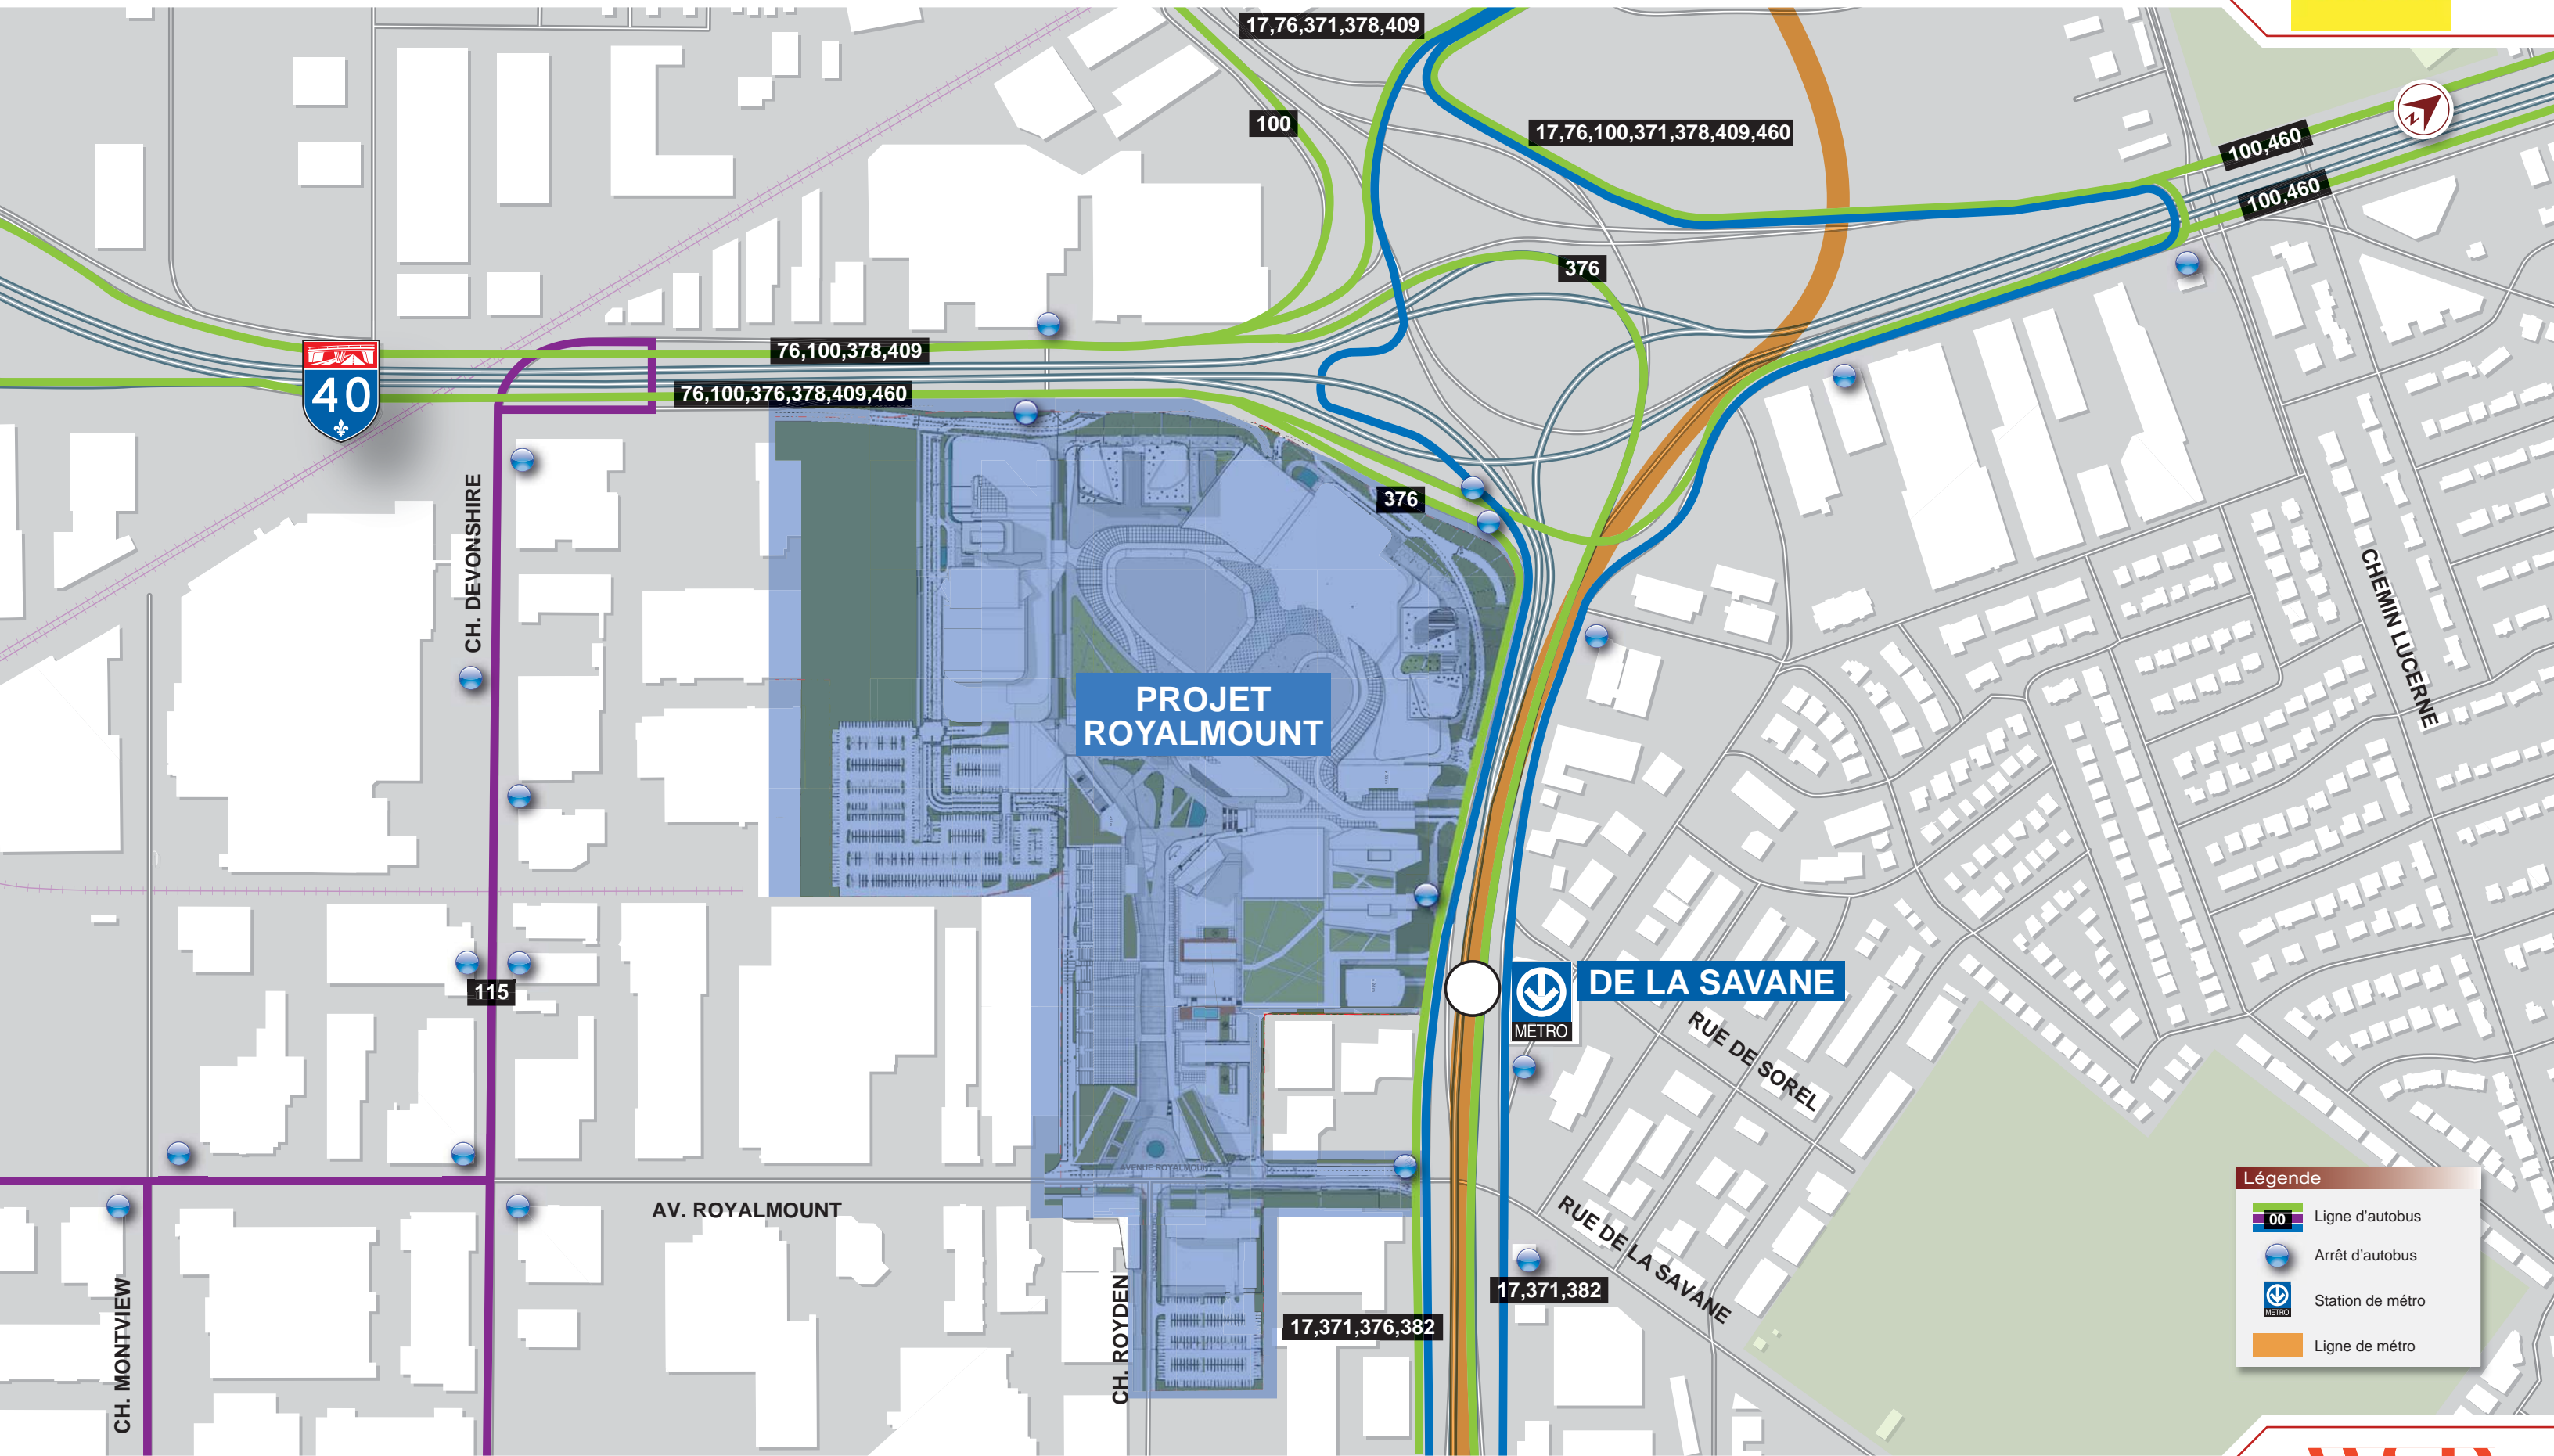 17,76,371,378,409
100
17,76,100,371,378,409,460
100,460
100,460
N
376
76,100,378,409
40
76,100,376,378,409,460
376
CH. DEVONSHIRE
CHEMIN LUCERNE
PROJET
ROYALMOUNT
115
DE LA SAVANE
MÉTRO
RUE DE SOREL
AVENUE ROYALMOUNT
AV. ROYALMOUNT
RUE DE LA SAVANE
CH. MONTVIEW
CH. ROYDEN
17,371,382
17,371,376,382
Légende
00 Ligne d'autobus
Arrêt d'autobus
MÉTRO Station de métro
Ligne de métro